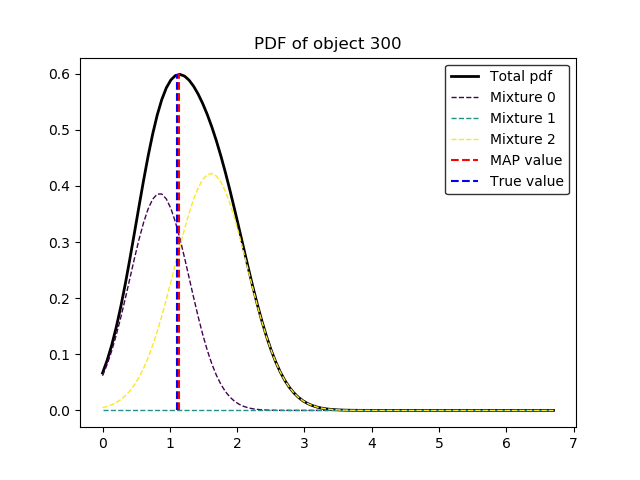 PDF of object 300
Total pdf
Mixture 0
Mixture 1
Mixture 2
MAP value
True value
0.6
0.5
0.4
0.3
0.2
0.1
0.0
0 1 2 3 4 5 6 7